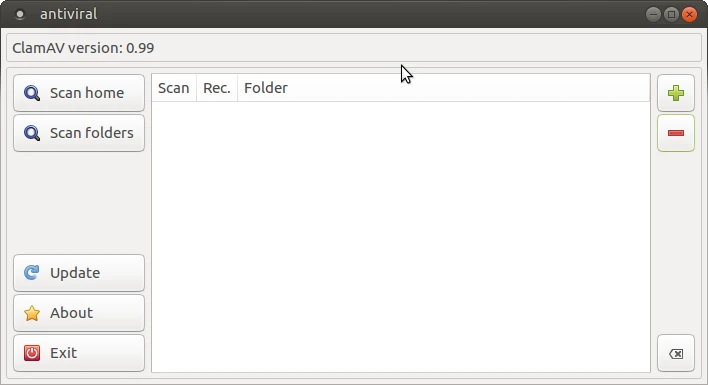 antiviral
ClamAV version: 0.99
Scan home
Scan folders
Scan Rec. Folder
Update
About
Exit